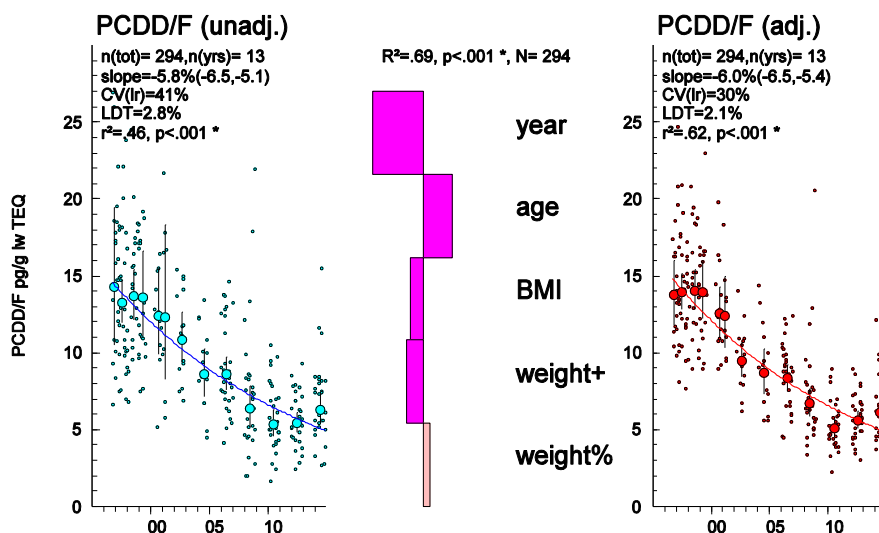 PCDD/F (unadj.)
n(tot)= 294,n(yrs)= 13
slope=-5.8%(-6.5,-5.1)
CV(lr)=41%
LDT=2.8%
r²=.46, p<.001 *
PCDD/F pg/g lw TEQ
25
20
15
10
5
0
00 05 10
R²=.69, p<.001 *, N= 294
year
age
BMI
weight+
weight%
PCDD/F (adj.)
n(tot)= 294,n(yrs)= 13
slope=-6.0%(-6.5,-5.4)
CV(lr)=30%
LDT=2.1%
r²=.62, p<.001 *
25
20
15
10
5
0
00 05 10